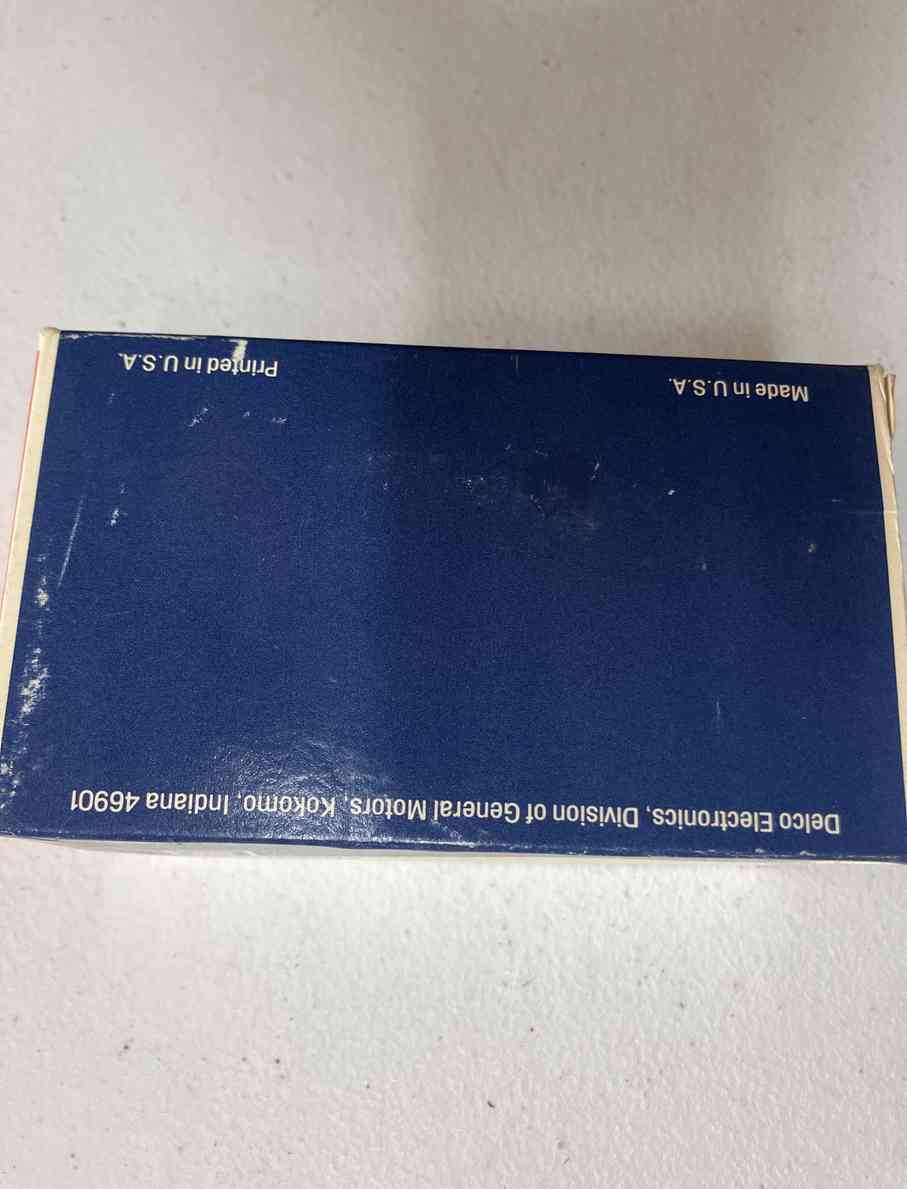 Delco Electronics, Division of General Motors, Kokomo, Indiana 46901
Made in U.S.A.
Printed in U.S.A.